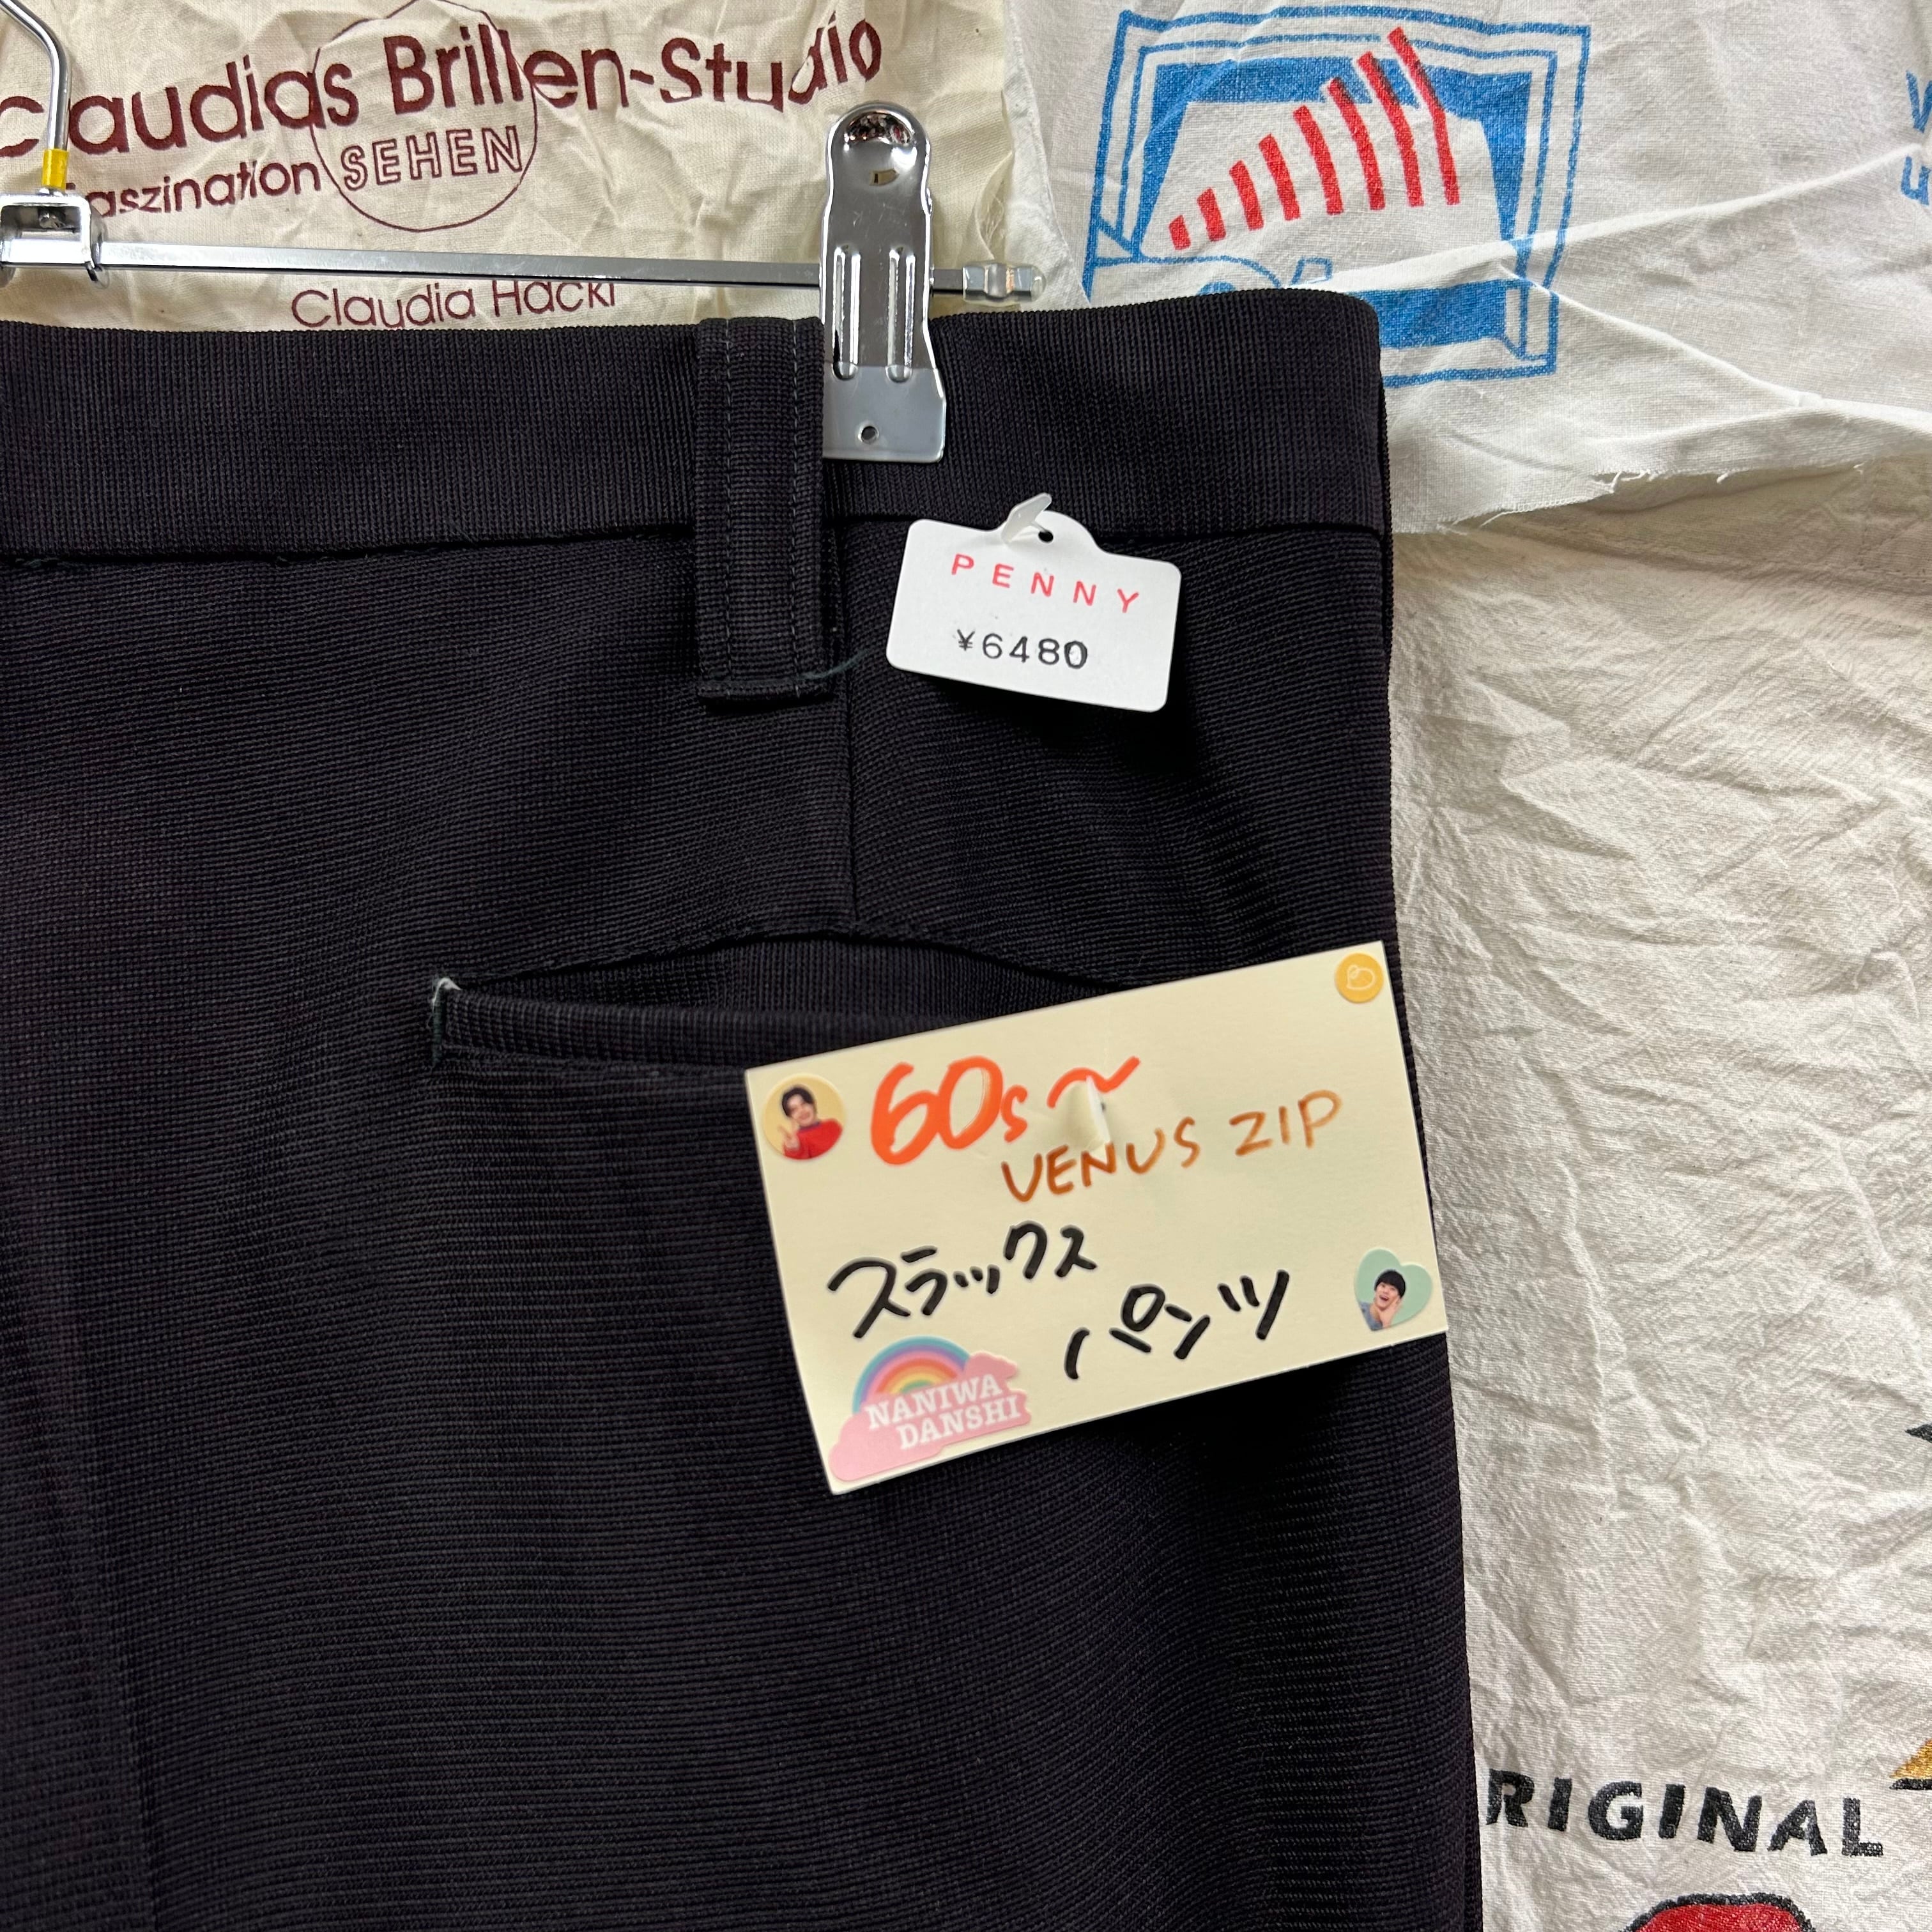 Claudias Brillen-Studio
Faszination SEHEN
Claudia Hackl
PENNY
¥6480
60s~
VENUS ZIP
スラックス
パンツ
NANIWA
DANSHI
RIGINAL